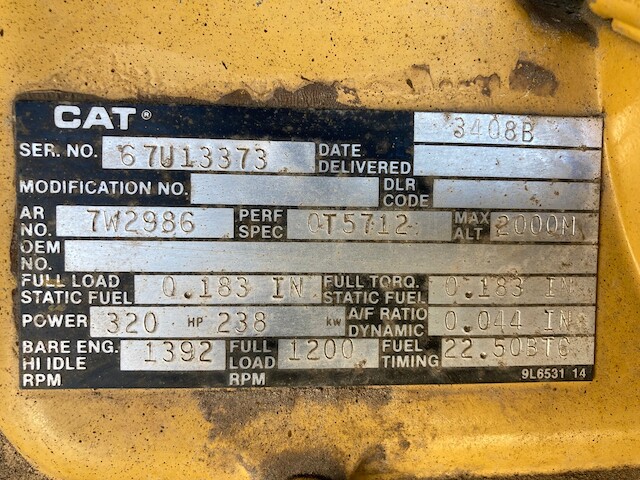 CAT®
3408B
SER. NO. 67U13373 DATE DELIVERED
MODIFICATION NO. DLR CODE
AR NO. 7W2986 PERF SPEC 0T5712 MAX ALT 2000M
OEM NO.
FULL LOAD STATIC FUEL 0.183 IN FULL TORQ. STATIC FUEL 0.183 IN
POWER 320 HP 238 KW A/F RATIO DYNAMIC 0.044 IN
BARE ENG. HI IDLE RPM 1392 FULL LOAD RPM 1200 FUEL TIMING 22.50BTC
9L6531 14